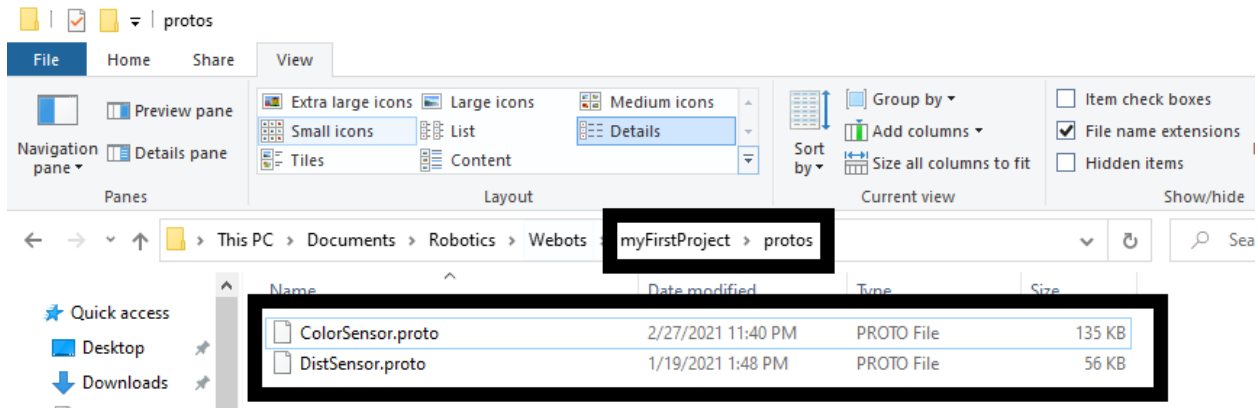 protos
File Home Share View
Navigation pane
Preview pane
Details pane
Panes
Extra large icons Large icons Medium icons
Small icons List Details
Tiles Content
Layout
Sort by
Group by
Add columns
Size all columns to fit
Current view
Item check boxes
File name extensions
Hidden items
Show/hide
This PC > Documents > Robotics > Webots > myFirstProject > protos
Name Date modified Type Size
Quick access
Desktop
Downloads
ColorSensor.proto 2/27/2021 11:40 PM PROTO File 135 KB
DistSensor.proto 1/19/2021 1:48 PM PROTO File 56 KB